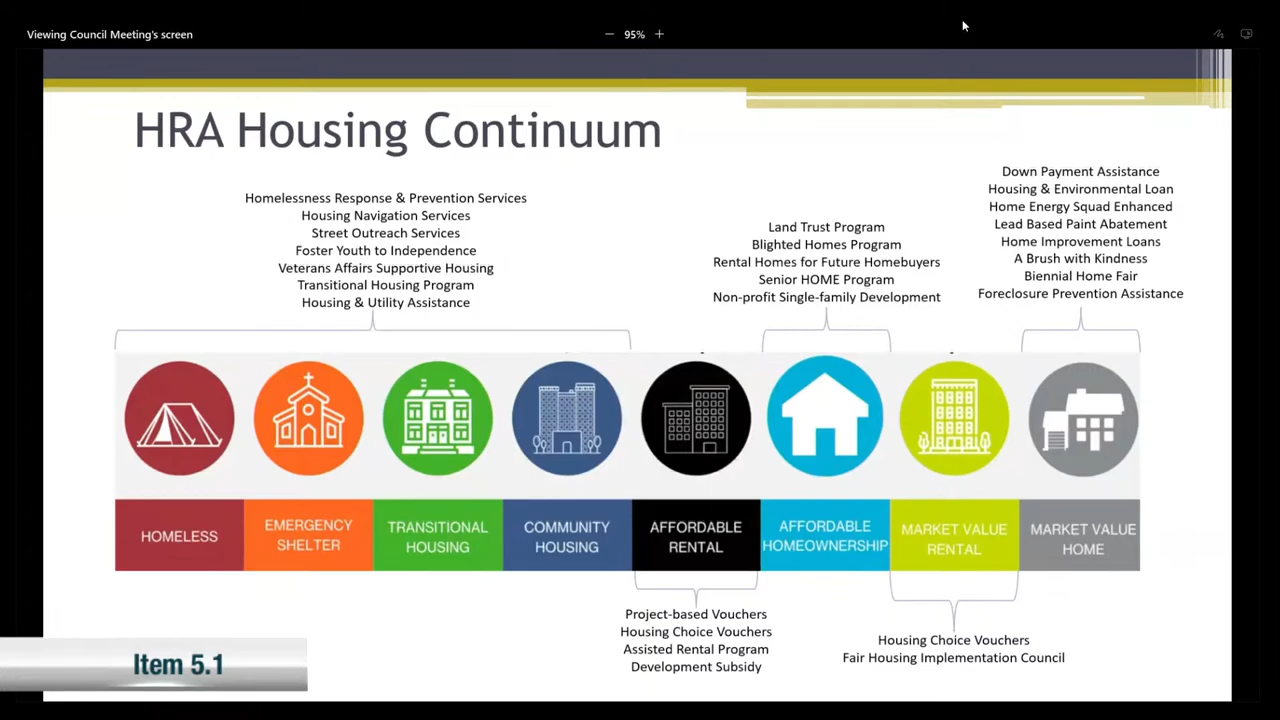 Viewing Council Meeting's screen
95%
HRA Housing Continuum
Homelessness Response & Prevention Services
Housing Navigation Services
Street Outreach Services
Foster Youth to Independence
Veterans Affairs Supportive Housing
Transitional Housing Program
Housing & Utility Assistance
Land Trust Program
Blighted Homes Program
Rental Homes for Future Homebuyers
Senior HOME Program
Non-profit Single-family Development
Down Payment Assistance
Housing & Environmental Loan
Home Energy Squad Enhanced
Lead Based Paint Abatement
Home Improvement Loans
A Brush with Kindness
Biennial Home Fair
Foreclosure Prevention Assistance
HOMELESS
EMERGENCY
SHELTER
TRANSITIONAL
HOUSING
COMMUNITY
HOUSING
AFFORDABLE
RENTAL
AFFORDABLE
HOMEOWNERSHIP
MARKET VALUE
RENTAL
MARKET VALUE
HOME
Project-based Vouchers
Housing Choice Vouchers
Assisted Rental Program
Development Subsidy
Housing Choice Vouchers
Fair Housing Implementation Council
Item 5.1